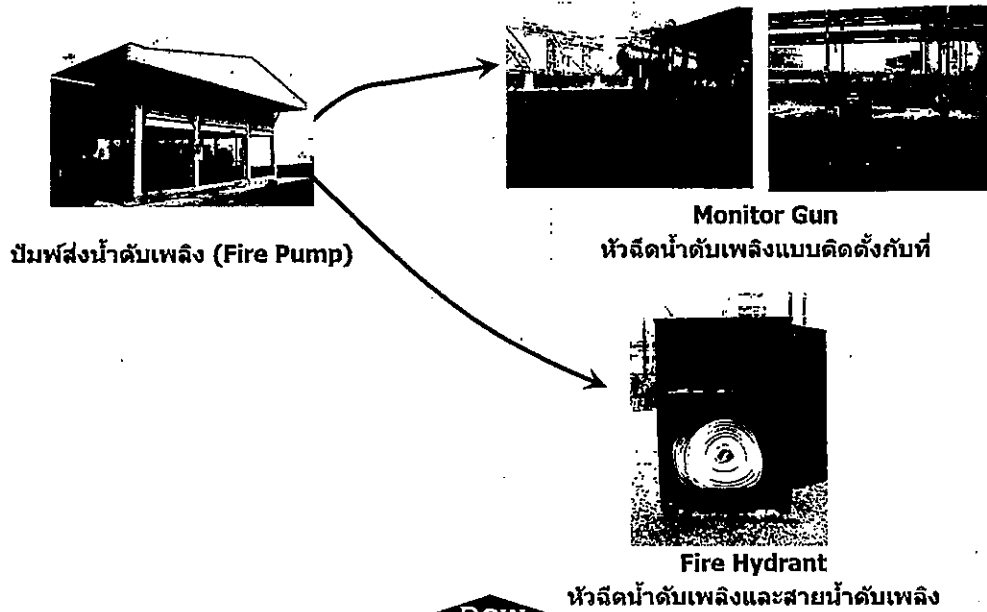 Monitor Gun
หัวฉีดน้ำดับเพลิงแบบติดตั้งกับที่
ปัมพ์ส่งน้ำดับเพลิง (Fire Pump)
Fire Hydrant
หัวฉีดน้ำดับเพลิงและสายน้ำดับเพลิง